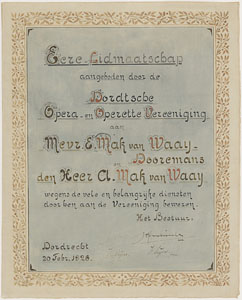 Eere-Lidmaatschap
aangeboden door de
Dordtsche
Opera- en Operette Vereeniging
aan
Mevr. E. Mak van Waay-
en Dooremans
den Heer A. Mak van Waay
wegens de vele en belangrijke diensten
door hen aan de Vereeniging bewezen.
Het Bestuur.
Dordrecht
20 Febr. 1928.